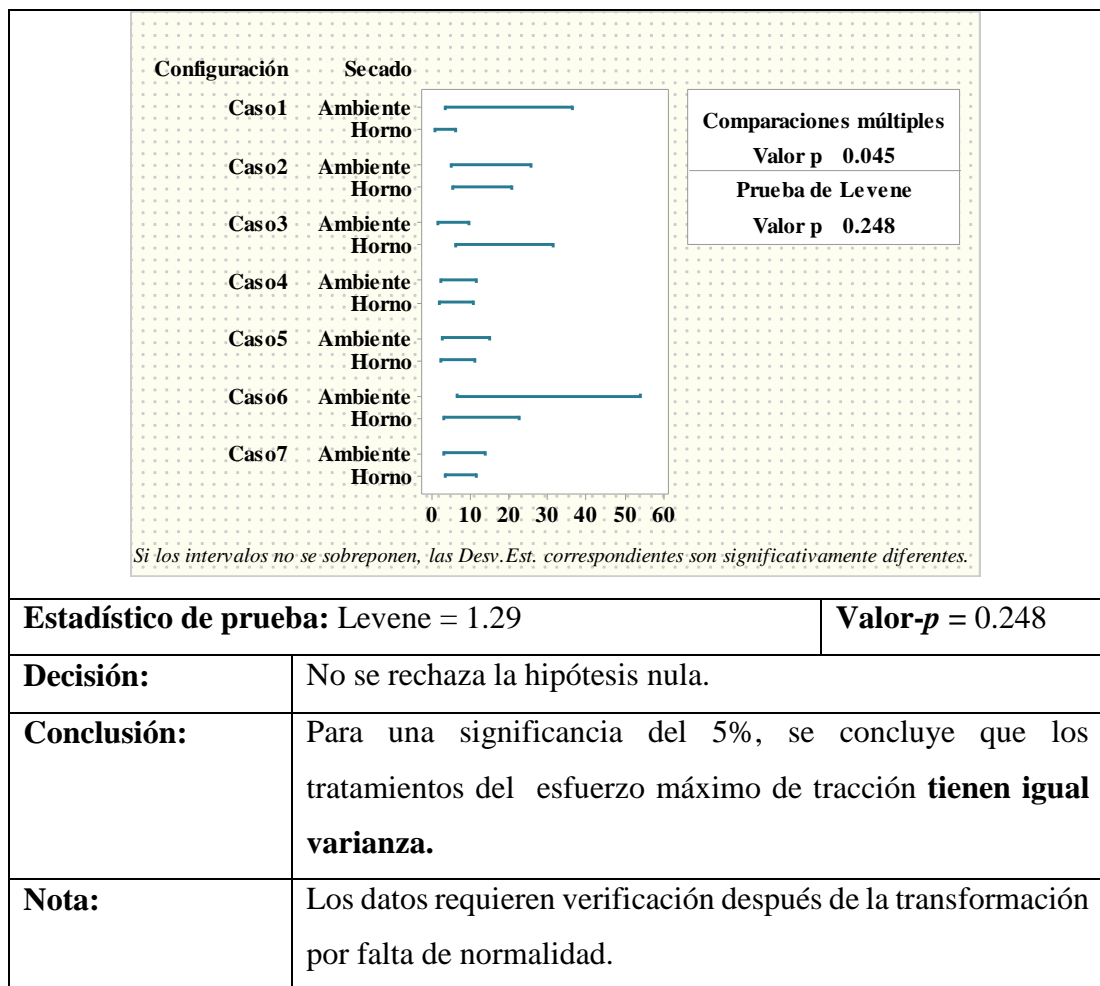 Configuración Secado
Caso1 Ambiente
Horno
Caso2 Ambiente
Horno
Caso3 Ambiente
Horno
Caso4 Ambiente
Horno
Caso5 Ambiente
Horno
Caso6 Ambiente
Horno
Caso7 Ambiente
Horno
0 10 20 30 40 50 60
Comparaciones múltiples
Valor p 0.045
Prueba de Levene
Valor p 0.248
Si los intervalos no se sobreponen, las Desv.Est. correspondientes son significativamente diferentes.
Estadístico de prueba: Levene = 1.29 Valor-p = 0.248
Decisión: No se rechaza la hipótesis nula.
Conclusión: Para una significancia del 5%, se concluye que los
tratamientos del esfuerzo máximo de tracción tienen igual
varianza.
Nota: Los datos requieren verificación después de la transformación
por falta de normalidad.